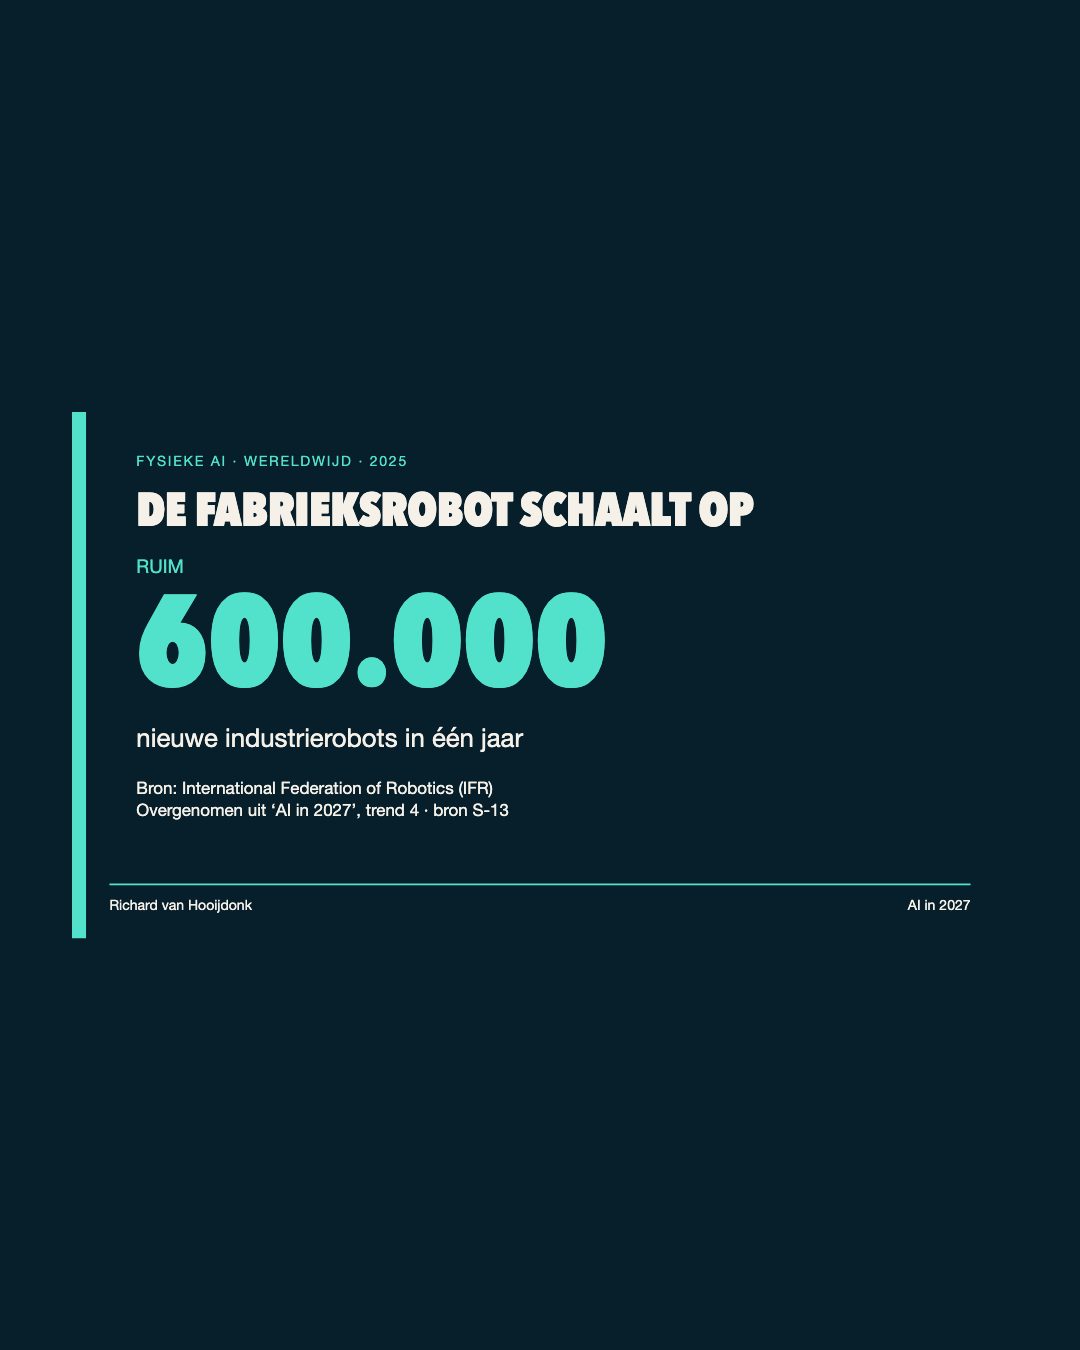 FYSIEKE AI · WERELDWIJD · 2025
DE FABRIEKSROBOT SCHAALT OP
RUIM
600.000
nieuwe industrierobots in één jaar
Bron: International Federation of Robotics (IFR)
Overgenomen uit ‘AI in 2027’, trend 4 · bron S-13
Richard van Hooijdonk
AI in 2027